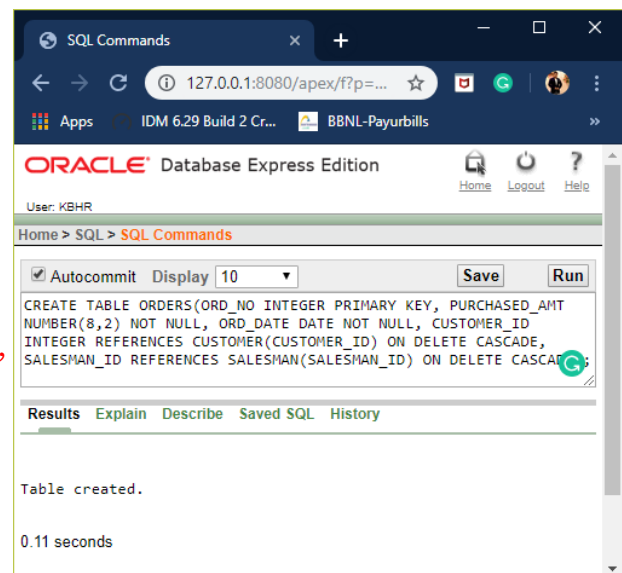 SQL Commands
127.0.0.1:8080/apex/f?p=...
Apps IDM 6.29 Build 2 Cr... BBNL-Payurbills »
ORACLE Database Express Edition
Home Logout Help
User: KBHR
Home > SQL > SQL Commands
Autocommit Display 10 Save Run
CREATE TABLE ORDERS(ORD_NO INTEGER PRIMARY KEY, PURCHASED_AMT
NUMBER(8,2) NOT NULL, ORD_DATE DATE NOT NULL, CUSTOMER_ID
INTEGER REFERENCES CUSTOMER(CUSTOMER_ID) ON DELETE CASCADE,
SALESMAN_ID REFERENCES SALESMAN(SALESMAN_ID) ON DELETE CASCAD ;
Results Explain Describe Saved SQL History
Table created.
0.11 seconds